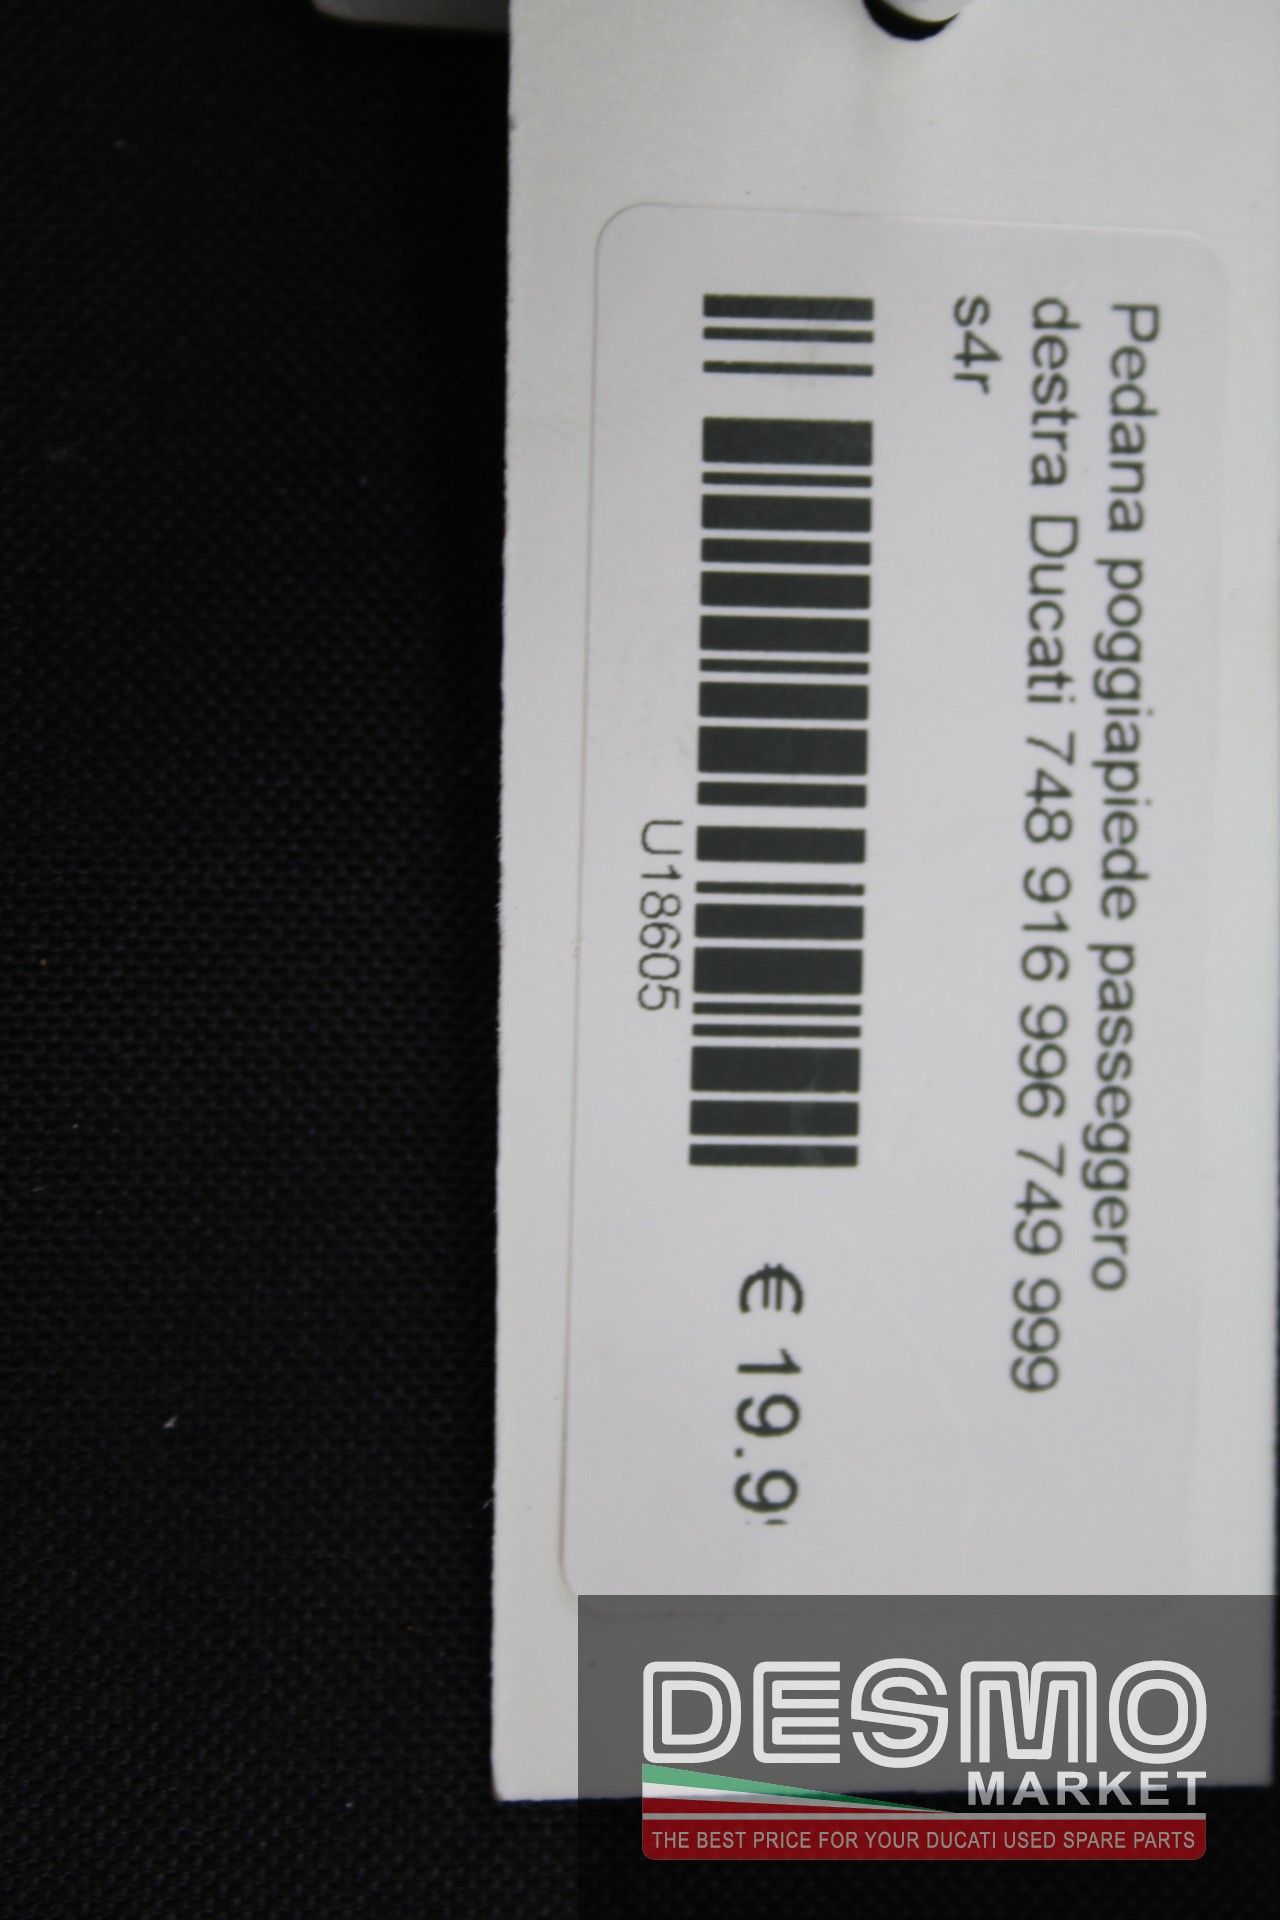 Pedana poggiapiede passeggero
destra Ducati 748 916 996 749 999
s4r
U18605
€ 19.9
DESMO
MARKET
THE BEST PRICE FOR YOUR DUCATI USED SPARE PARTS